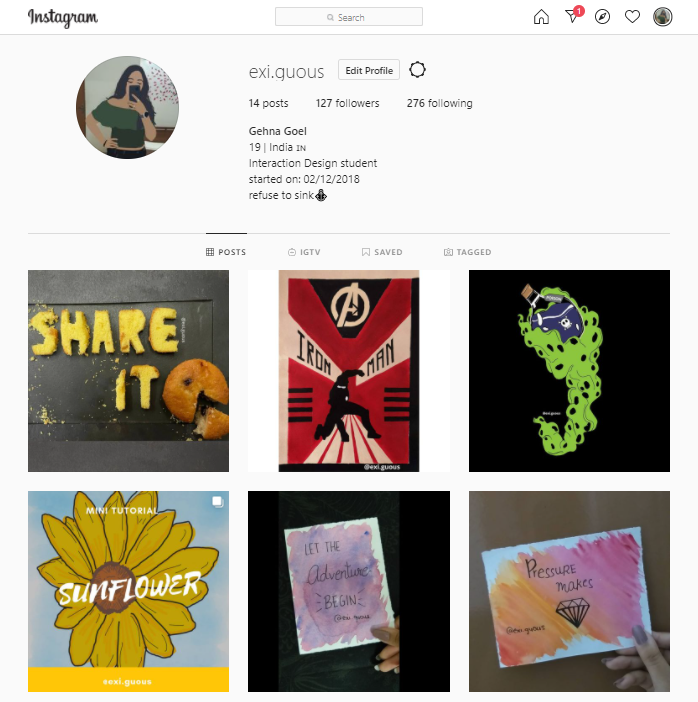 Instagram
Search
1
exi.guous
Edit Profile
14 posts 127 followers 276 following
Gehna Goel
19 | India IN
Interaction Design student
started on: 02/12/2018
refuse to sink
POSTS IGTV SAVED TAGGED
SHARE
IT
@exi.guous
IRON MAN
@exi.guous
@exi.guous
MINI TUTORIAL
SUNFLOWER
@exi.guous
LET THE
Adventure
BEGIN
@exi.guous
PRESSURE
makes
@exi.guous